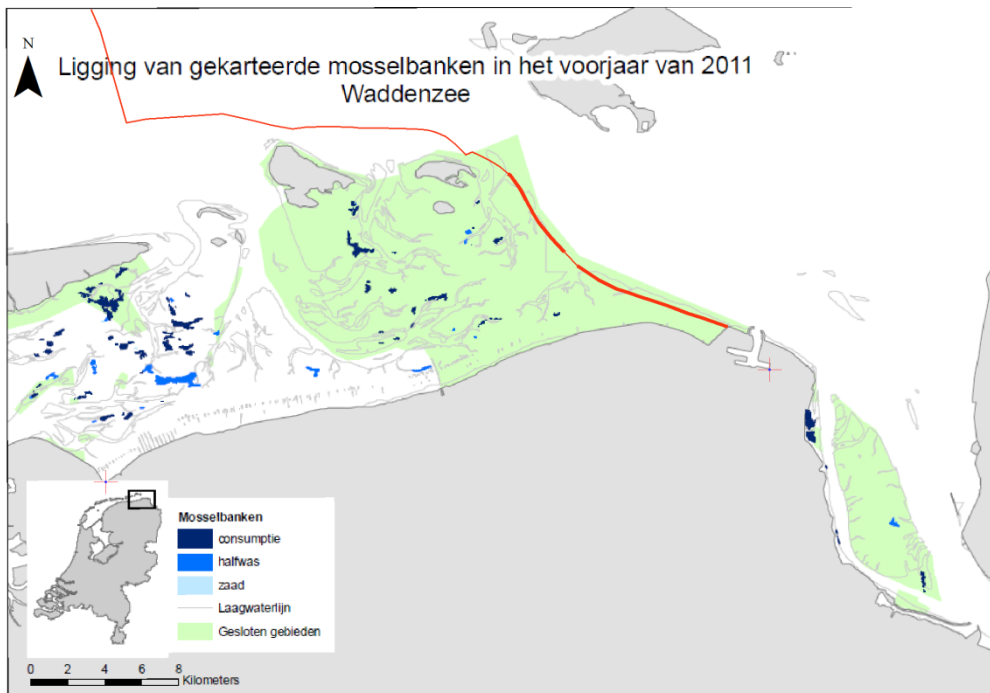 N
Ligging van gekarteerde mosselbanken in het voorjaar van 2011
Waddenzee
Mosselbanken
consumptie
halfwas
zaad
Laagwaterlijn
Gesloten gebieden
0 2 4 6 8
Kilometers